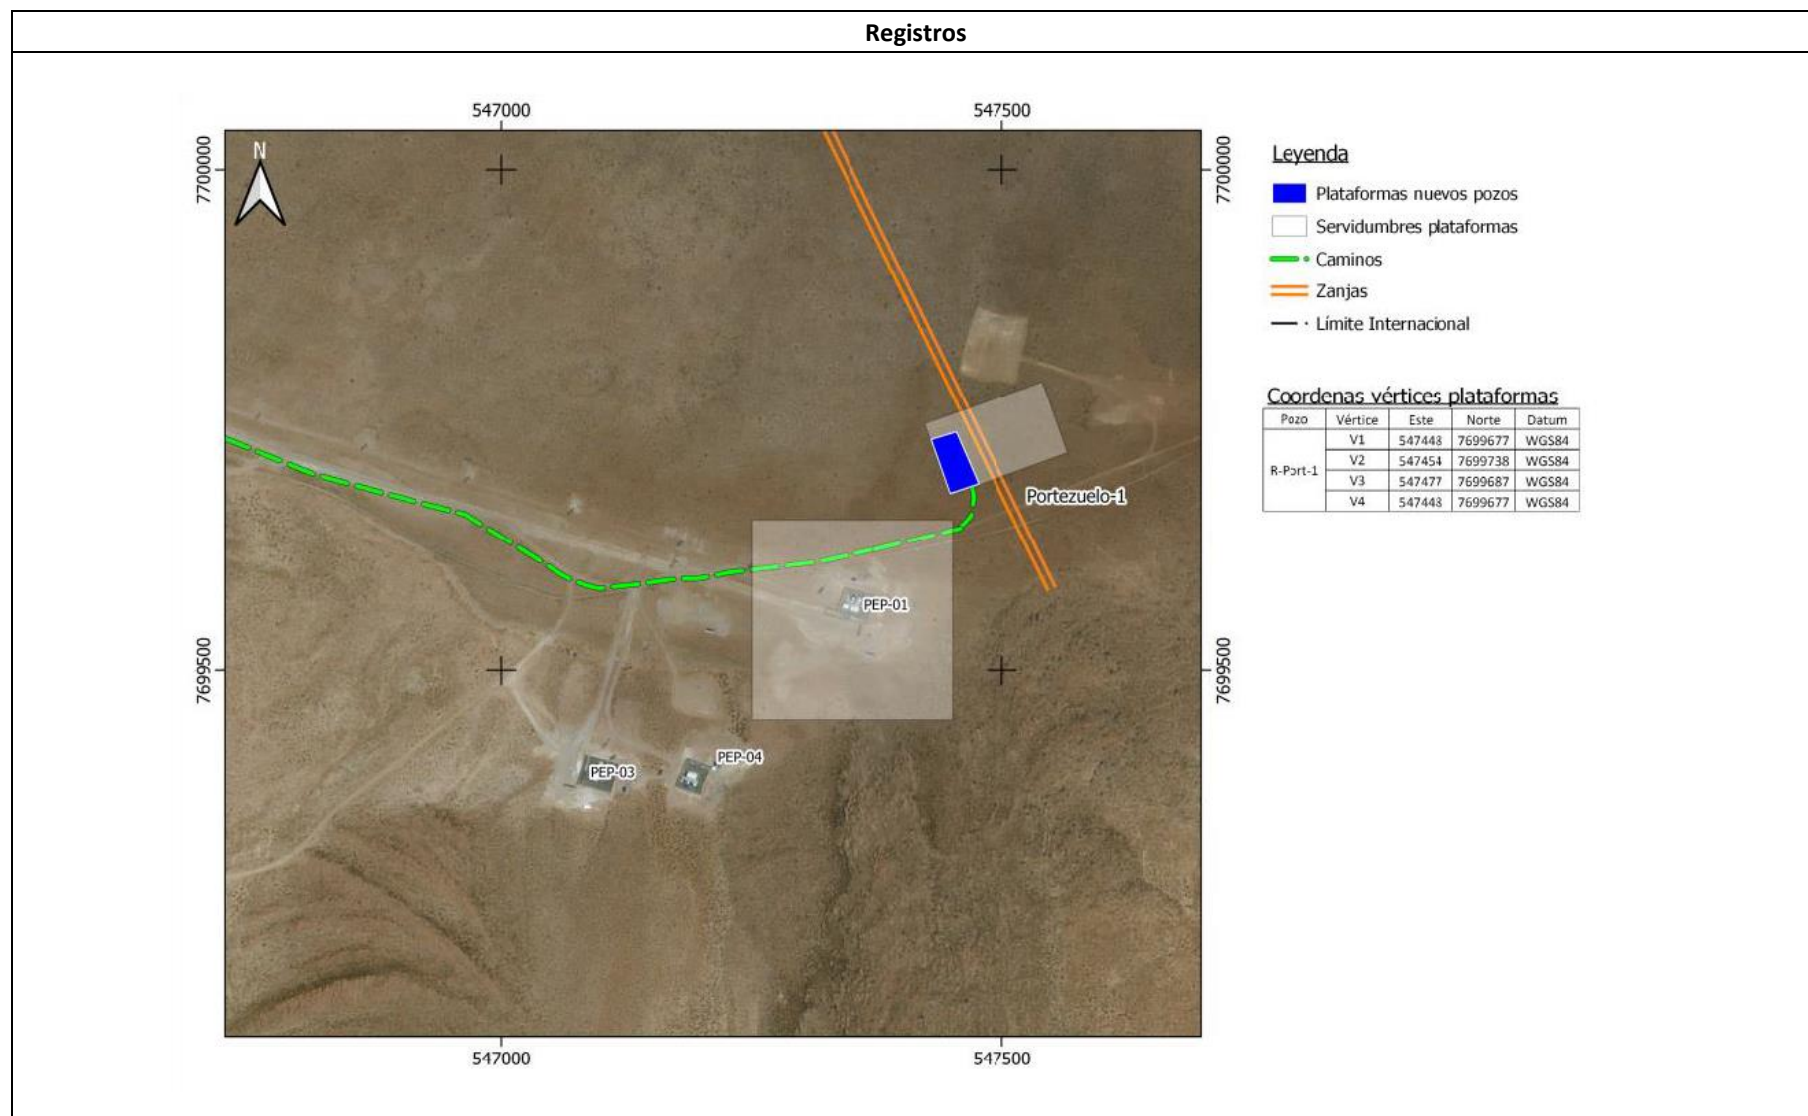 Registros
547000 547500
N
7700000 7700000
7699500 7699500
PEP-01
PEP-03
PEP-04
Portezuelo-1
547000 547500
Leyenda
Plataformas nuevos pozos
Servidumbres plataformas
Caminos
Zanjas
Límite Internacional
Coordenas vértices plataformas
Pozo Vértice Este Norte Datum
R-Port-1 V1 547448 7699677 WGS84
V2 547454 7699738 WGS84
V3 547477 7699687 WGS84
V4 547448 7699677 WGS84